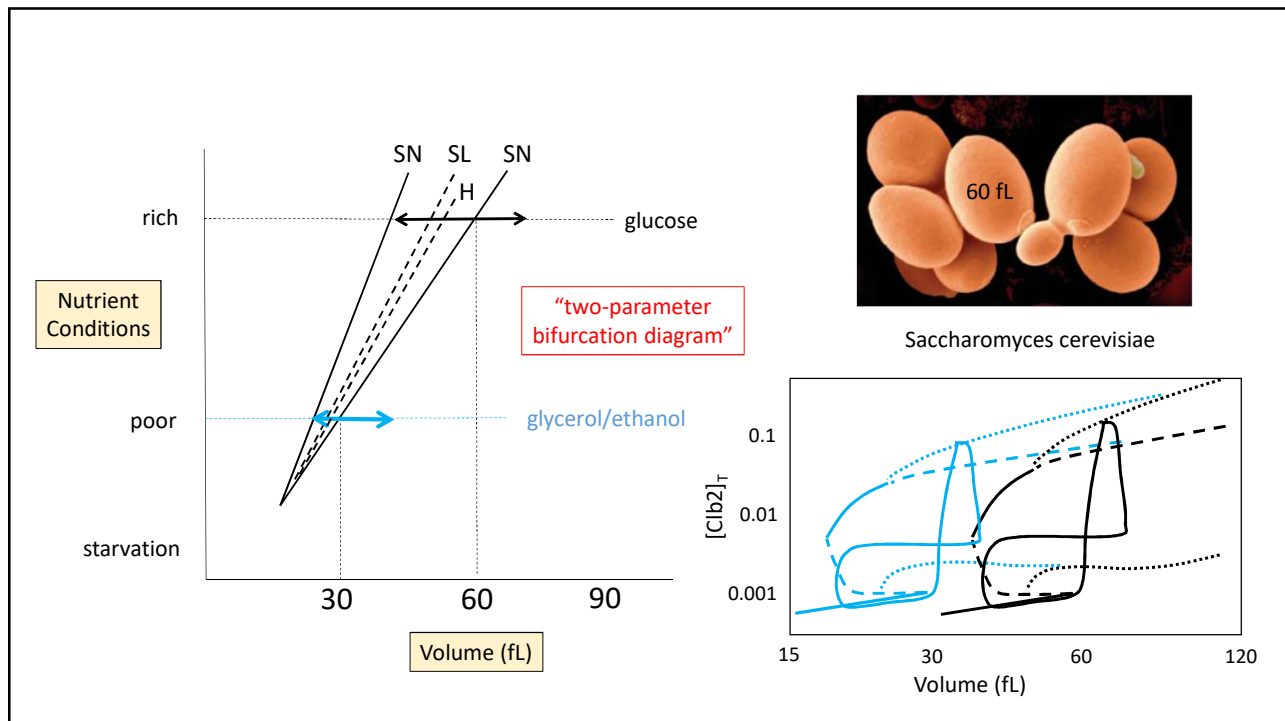 SN SL SN
H
rich
glucose
Nutrient
Conditions
“two-parameter
bifurcation diagram”
poor
glycerol/ethanol
starvation
30 60 90
Volume (fL)
60 fL
Saccharomyces cerevisiae
[Clb2]T
0.1
0.01
0.001
15 30 60 120
Volume (fL)